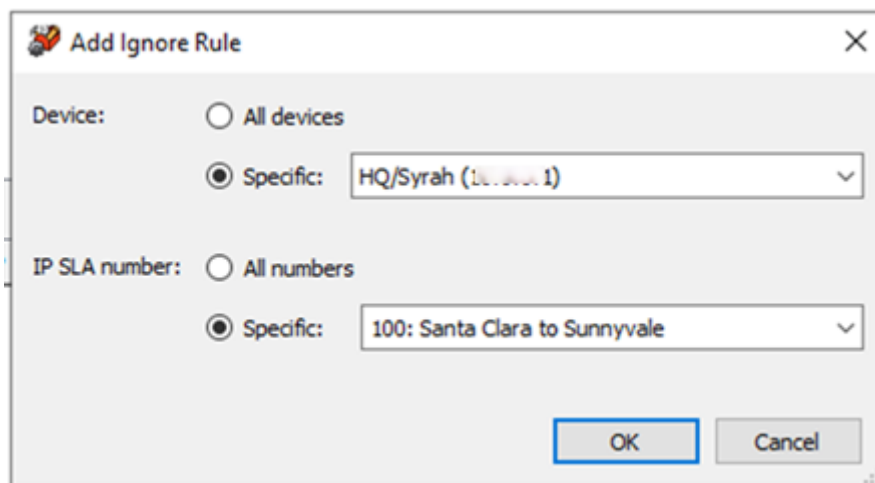 Add Ignore Rule
Device:
All devices
Specific: HQ/Syrah (1 1)
IP SLA number:
All numbers
Specific: 100: Santa Clara to Sunnyvale
OK Cancel